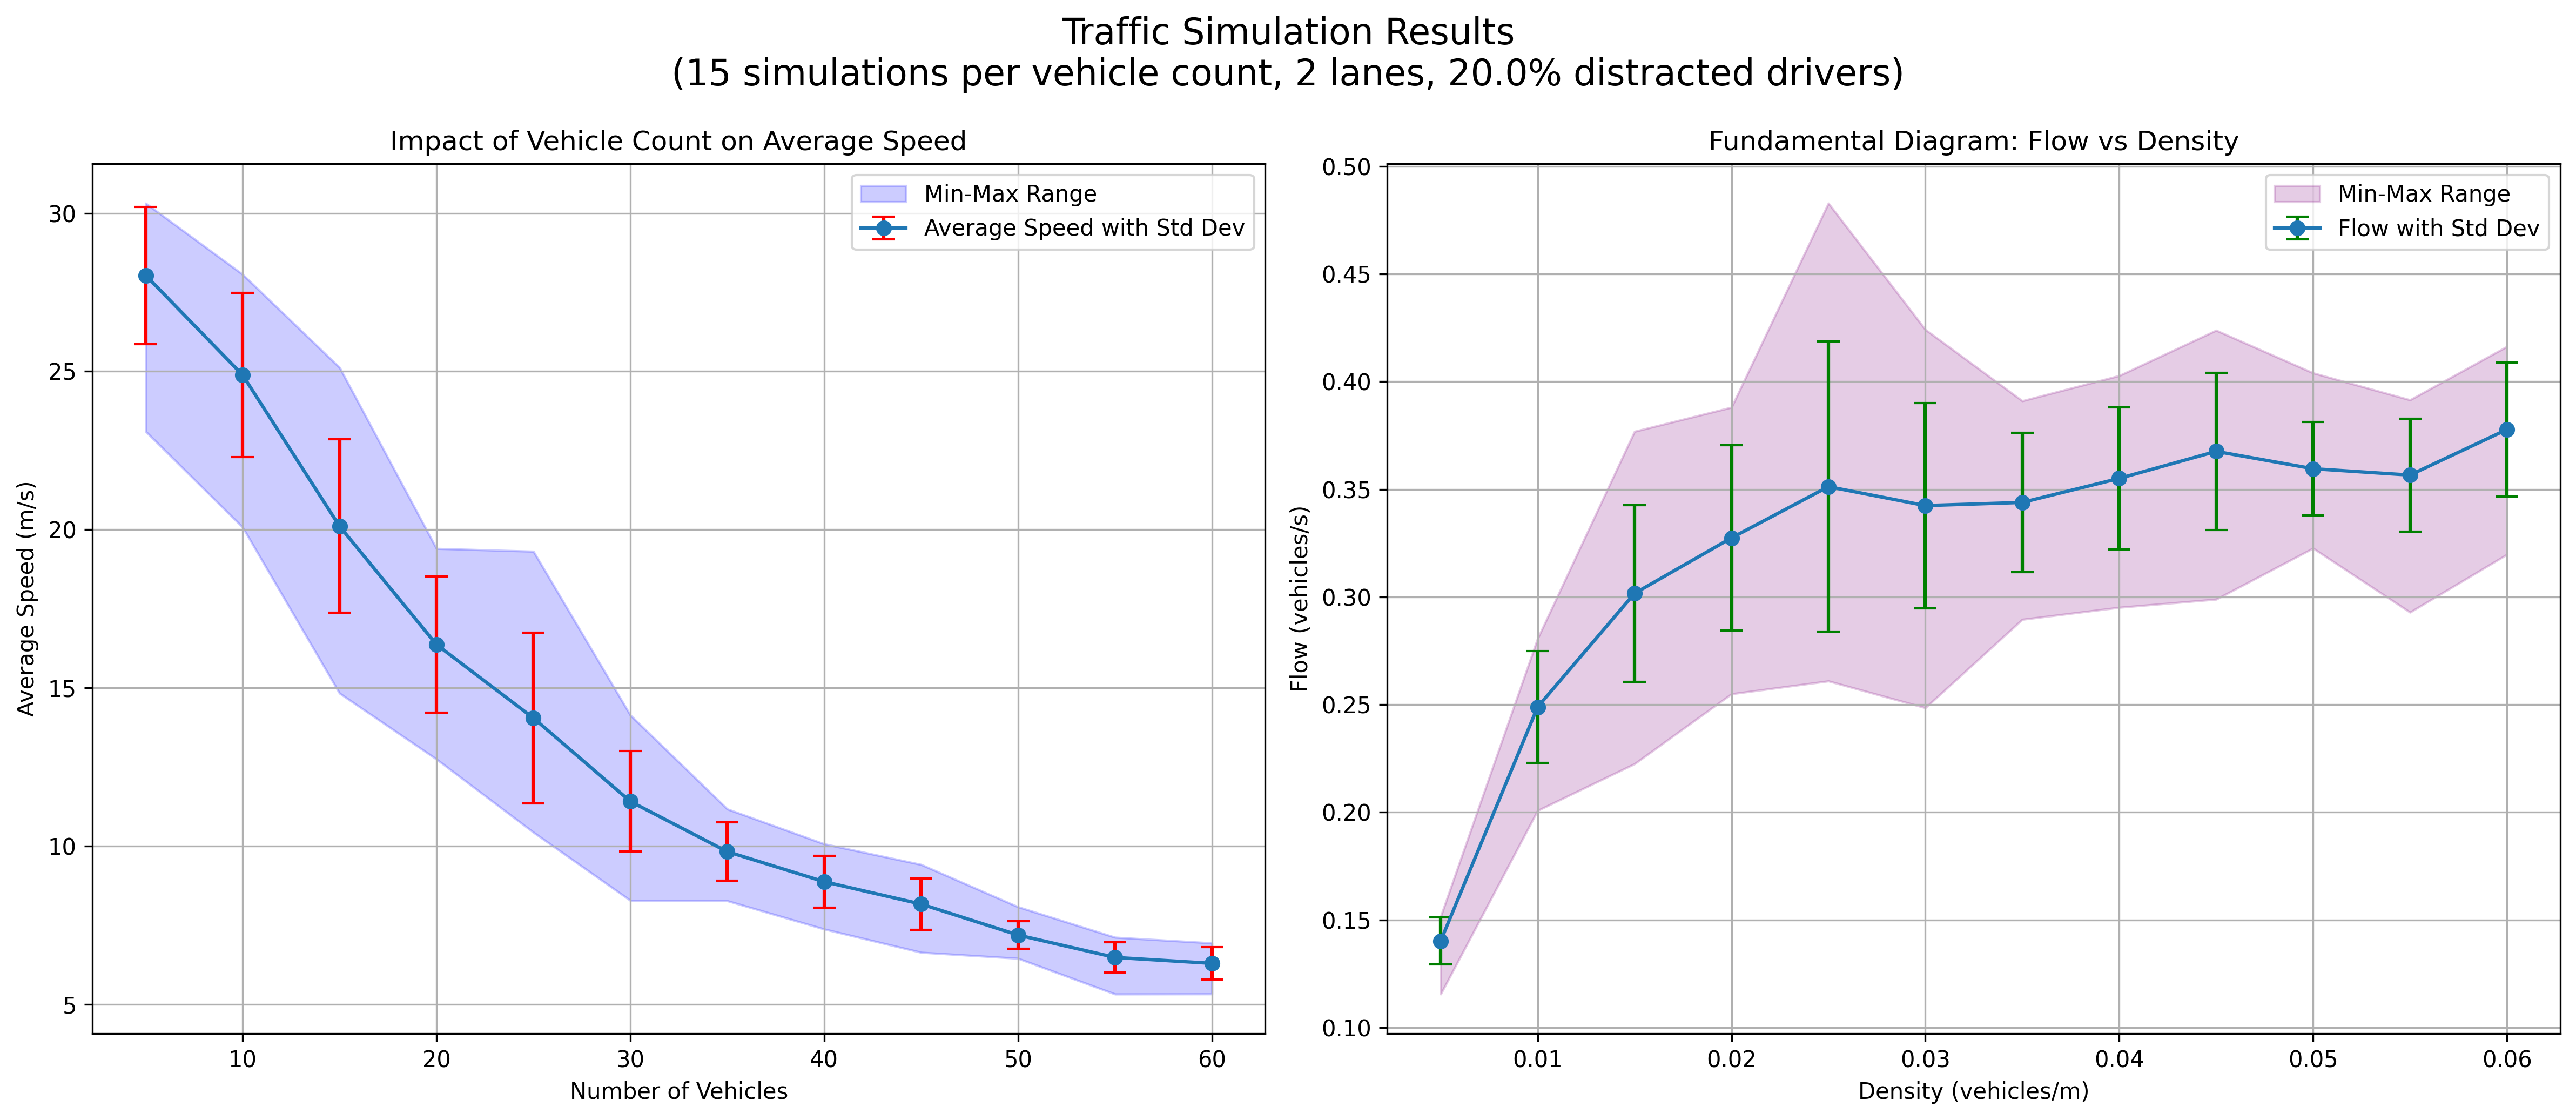 Traffic Simulation Results
(15 simulations per vehicle count, 2 lanes, 20.0% distracted drivers)
Impact of Vehicle Count on Average Speed
Min-Max Range
Average Speed with Std Dev
30
25
20
15
10
5
Average Speed (m/s)
10
20
30
40
50
60
Number of Vehicles
Fundamental Diagram: Flow vs Density
Min-Max Range
Flow with Std Dev
0.50
0.45
0.40
0.35
0.30
0.25
0.20
0.15
0.10
Flow (vehicles/s)
0.01
0.02
0.03
0.04
0.05
0.06
Density (vehicles/m)